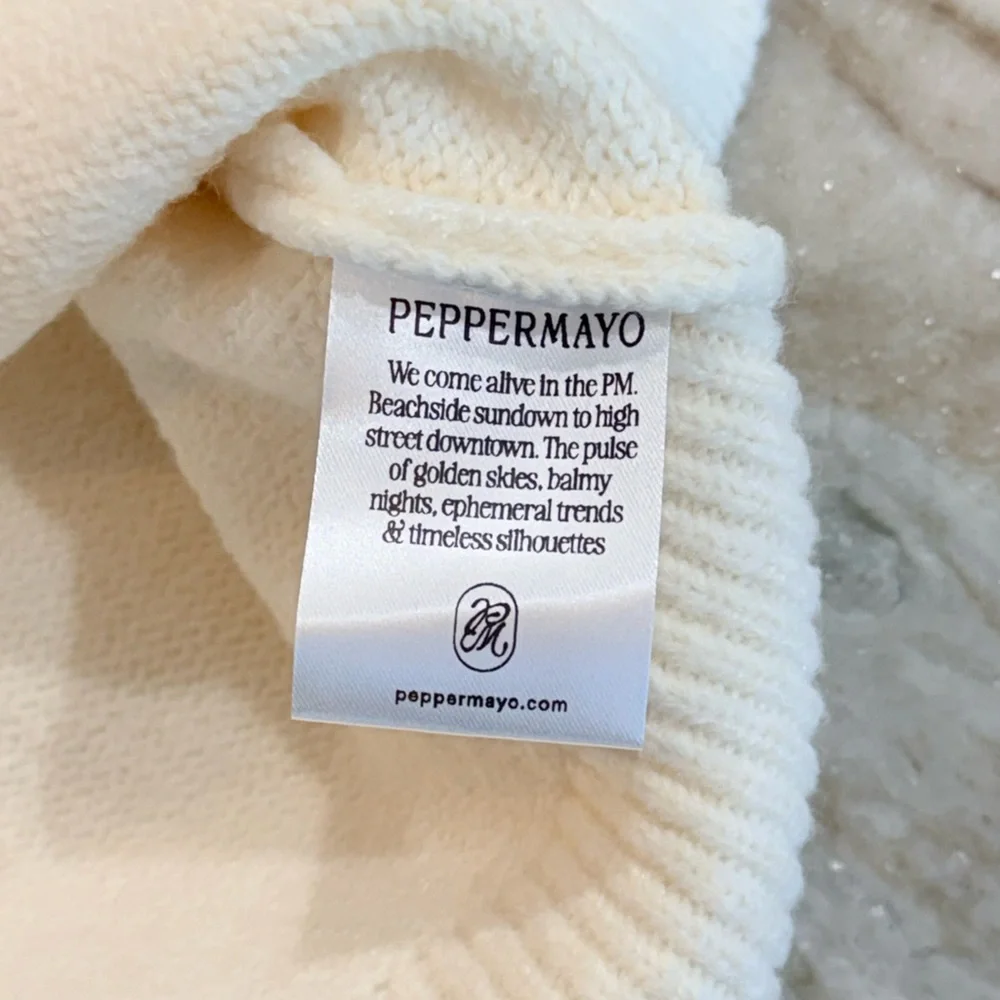 PEPPERMAYO
We come alive in the PM.
Beachside sundown to high
street downtown. The pulse
of golden skies, balmy
nights, ephemeral trends
& timeless silhouettes
PM
peppermayo.com